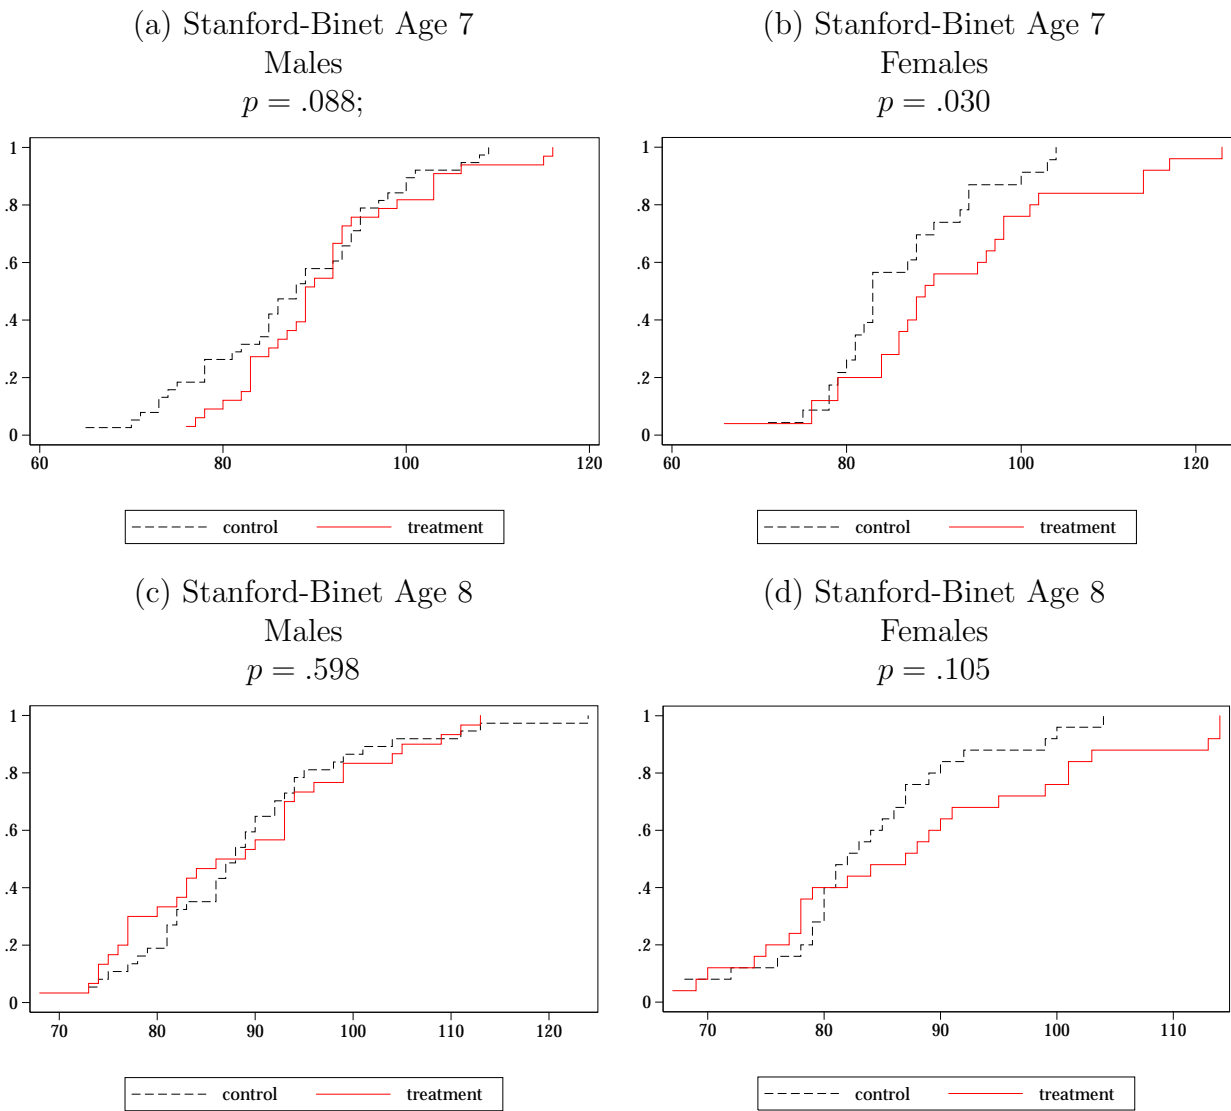 (a) Stanford-Binet Age 7
Males
p = .088;
1
.8
.6
.4
.2
0
60 80 100 120
control treatment
(b) Stanford-Binet Age 7
Females
p = .030
1
.8
.6
.4
.2
0
60 80 100 120
control treatment
(c) Stanford-Binet Age 8
Males
p = .598
1
.8
.6
.4
.2
0
70 80 90 100 110 120
control treatment
(d) Stanford-Binet Age 8
Females
p = .105
1
.8
.6
.4
.2
0
70 80 90 100 110
control treatment